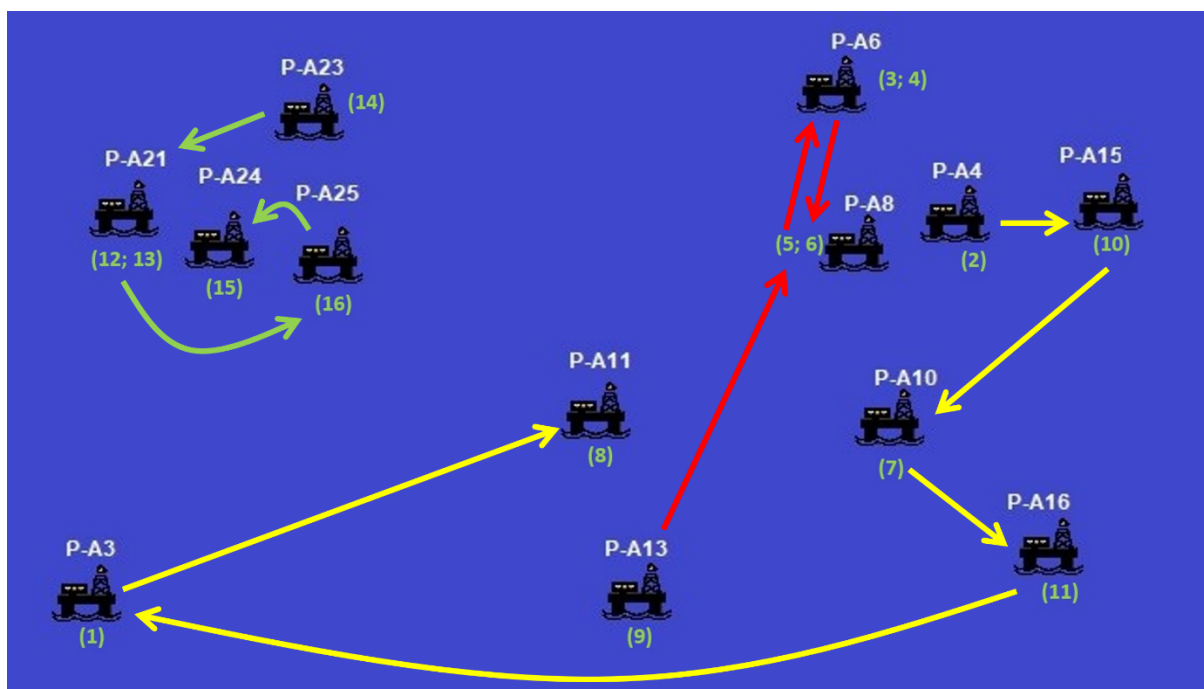 P-A6
(3; 4)
P-A23
(14)
P-A21
(12; 13)
P-A24
(15)
P-A25
(16)
P-A8
(5; 6)
P-A4
(2)
P-A15
(10)
P-A11
(8)
P-A10
(7)
P-A16
(11)
P-A3
(1)
P-A13
(9)